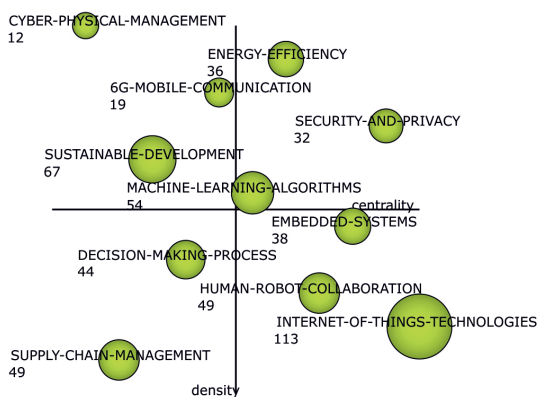 CYBER-PHYSICAL-MANAGEMENT
12
ENERGY-EFFICIENCY
36
6G-MOBILE-COMMUNICATION
19
SECURITY-AND-PRIVACY
32
SUSTAINABLE-DEVELOPMENT
67
MACHINE-LEARNING-ALGORITHMS
54
centrality
EMBEDDED-SYSTEMS
38
DECISION-MAKING-PROCESS
44
HUMAN-ROBOT-COLLABORATION
49
INTERNET-OF-THINGS-TECHNOLOGIES
113
SUPPLY-CHAIN-MANAGEMENT
49
density